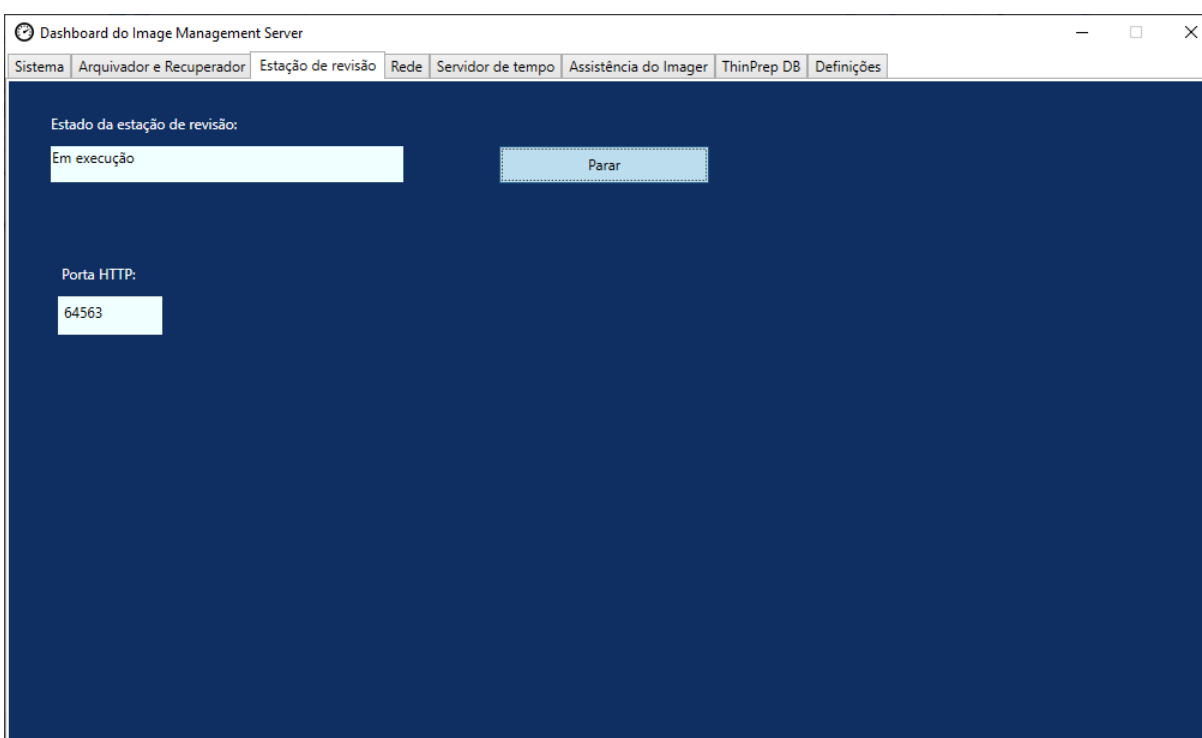 Dashboard do Image Management Server
Sistema Arquivador e Recuperador Estação de revisão Rede Servidor de tempo Assistência do Imager ThinPrep DB Definições
Estado da estação de revisão:
Em execução Parar
Porta HTTP:
64563